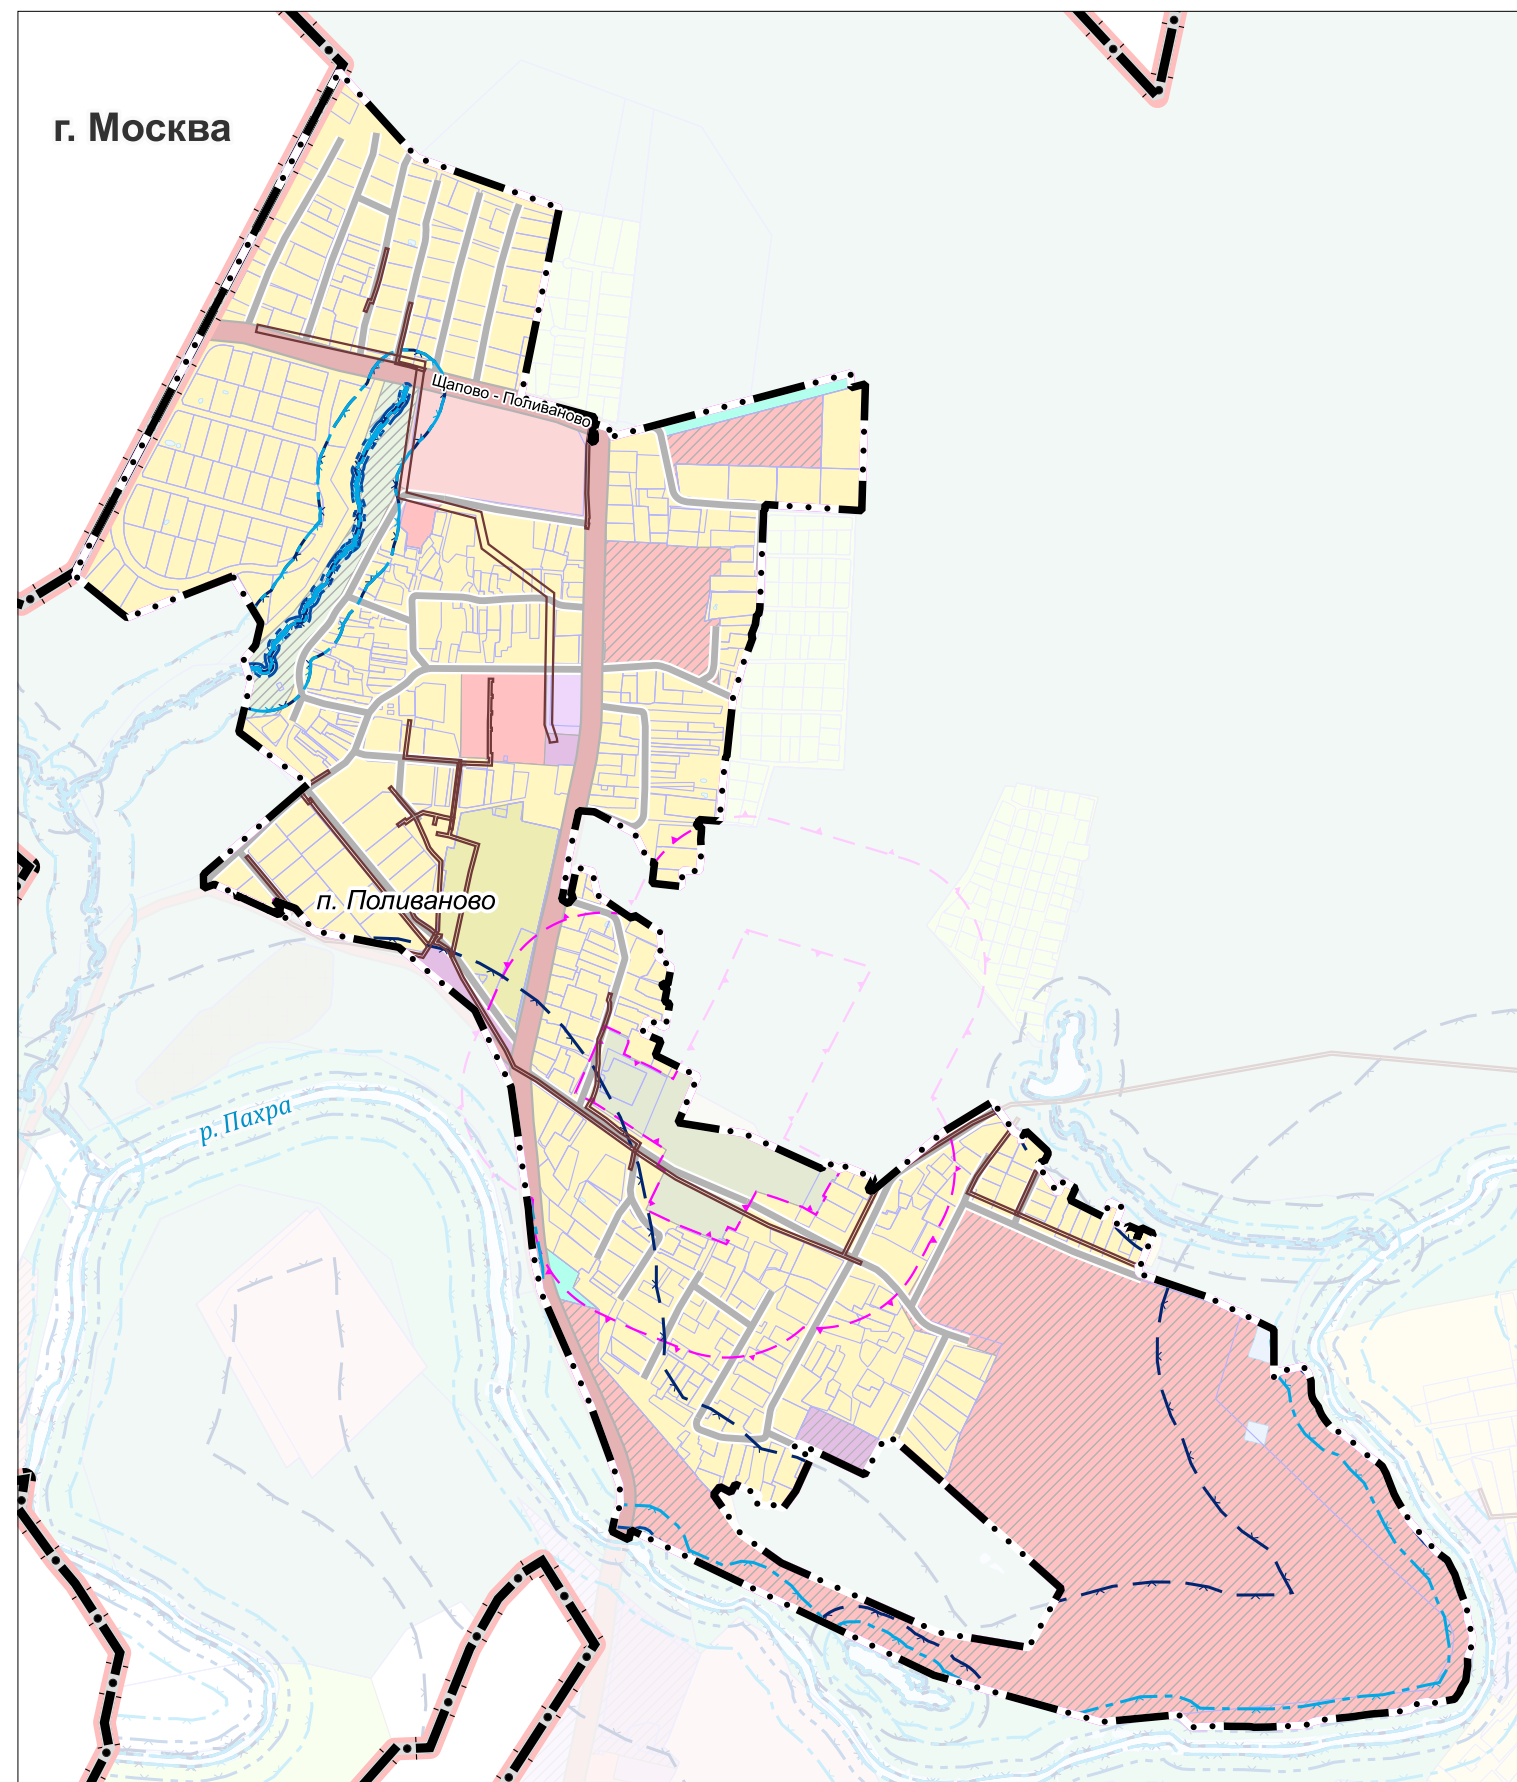 г. Москва
Щапово - Поливаново
п. Поливаново
р. Пахра